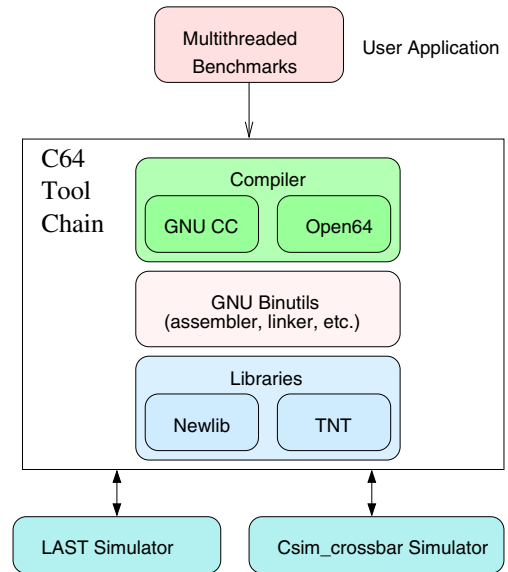 Multithreaded
Benchmarks
User Application
C64
Tool
Chain
Compiler
GNU CC
Open64
GNU Binutils
(assembler, linker, etc.)
Libraries
Newlib
TNT
LAST Simulator
Csim_crossbar Simulator